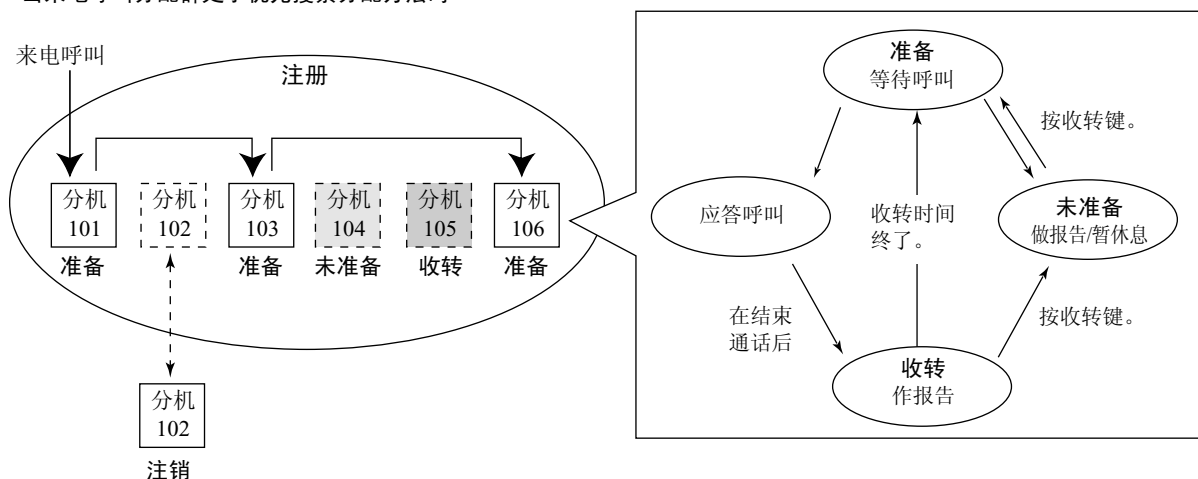 来电呼叫
注册
分机
101
准备
分机
102
分机
103
准备
分机
104
未准备
分机
105
收转
分机
106
准备
分机
102
注销
准备
等待呼叫
按收转键。
应答呼叫
收转时间
终了。
未准备
做报告/暂休息
在结束
通话后
按收转键。
收转
作报告